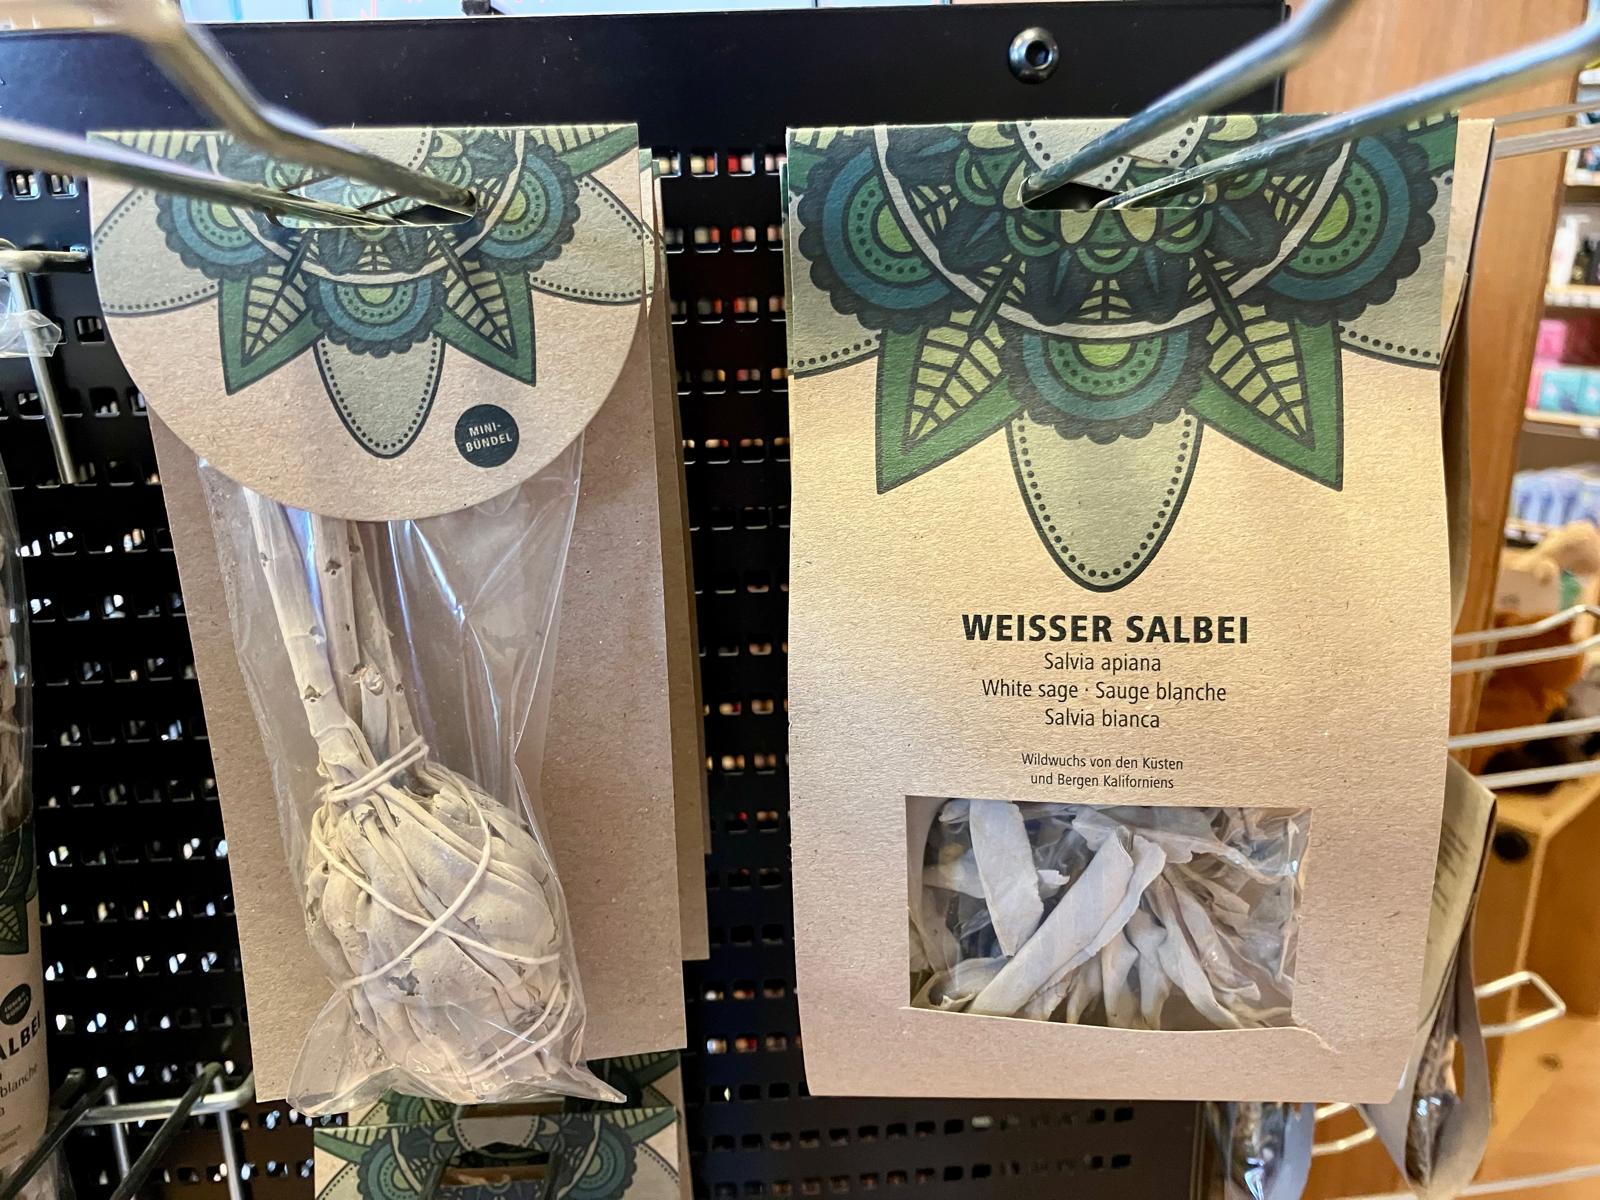 MINI-
BÜNDEL
WEISSER SALBEI
Salvia apiana
White sage · Sauge blanche
Salvia bianca
Wildwuchs von den Küsten
und Bergen Kaliforniens
ALBEI
blanche